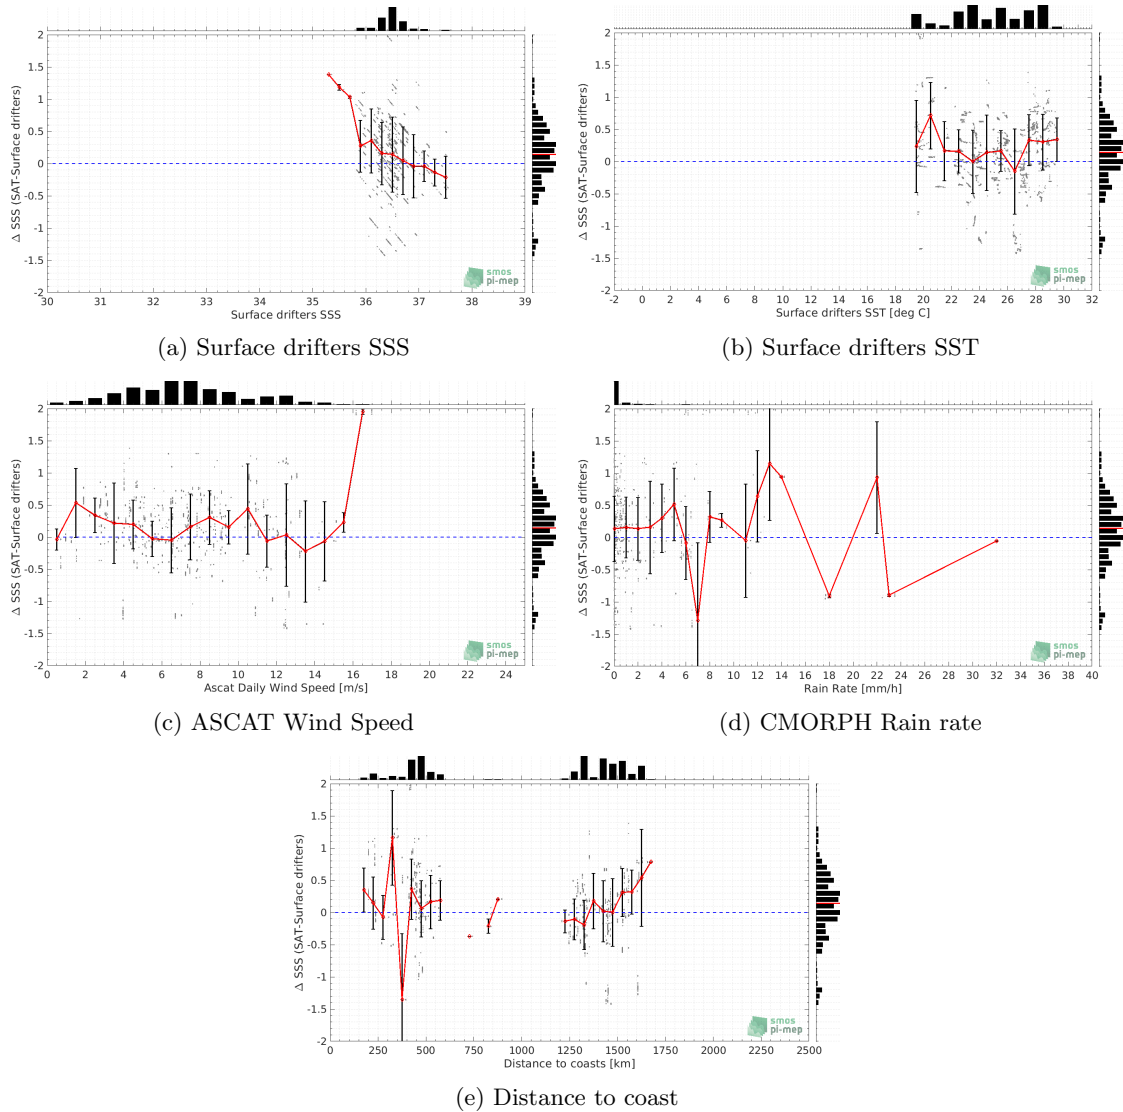 2
1.5
1
0.5
0
-0.5
-1
-1.5
-2
Δ SSS (SAT-Surface drifters)
30 31 32 33 34 35 36 37 38 39
Surface drifters SSS
smos
pi-mep
(a) Surface drifters SSS
2
1.5
1
0.5
0
-0.5
-1
-1.5
-2
Δ SSS (SAT-Surface drifters)
-2 0 2 4 6 8 10 12 14 16 18 20 22 24 26 28 30 32
Surface drifters SST [deg C]
smos
pi-mep
(b) Surface drifters SST
2
1.5
1
0.5
0
-0.5
-1
-1.5
-2
Δ SSS (SAT-Surface drifters)
0 2 4 6 8 10 12 14 16 18 20 22 24
Ascat Daily Wind Speed [m/s]
smos
pi-mep
(c) ASCAT Wind Speed
2
1.5
1
0.5
0
-0.5
-1
-1.5
-2
Δ SSS (SAT-Surface drifters)
0 2 4 6 8 10 12 14 16 18 20 22 24 26 28 30 32 34 36 38 40
Rain Rate [mm/h]
smos
pi-mep
(d) CMORPH Rain rate
2
1.5
1
0.5
0
-0.5
-1
-1.5
-2
Δ SSS (SAT-Surface drifters)
0 250 500 750 1000 1250 1500 1750 2000 2250 2500
Distance to coasts [km]
smos
pi-mep
(e) Distance to coast